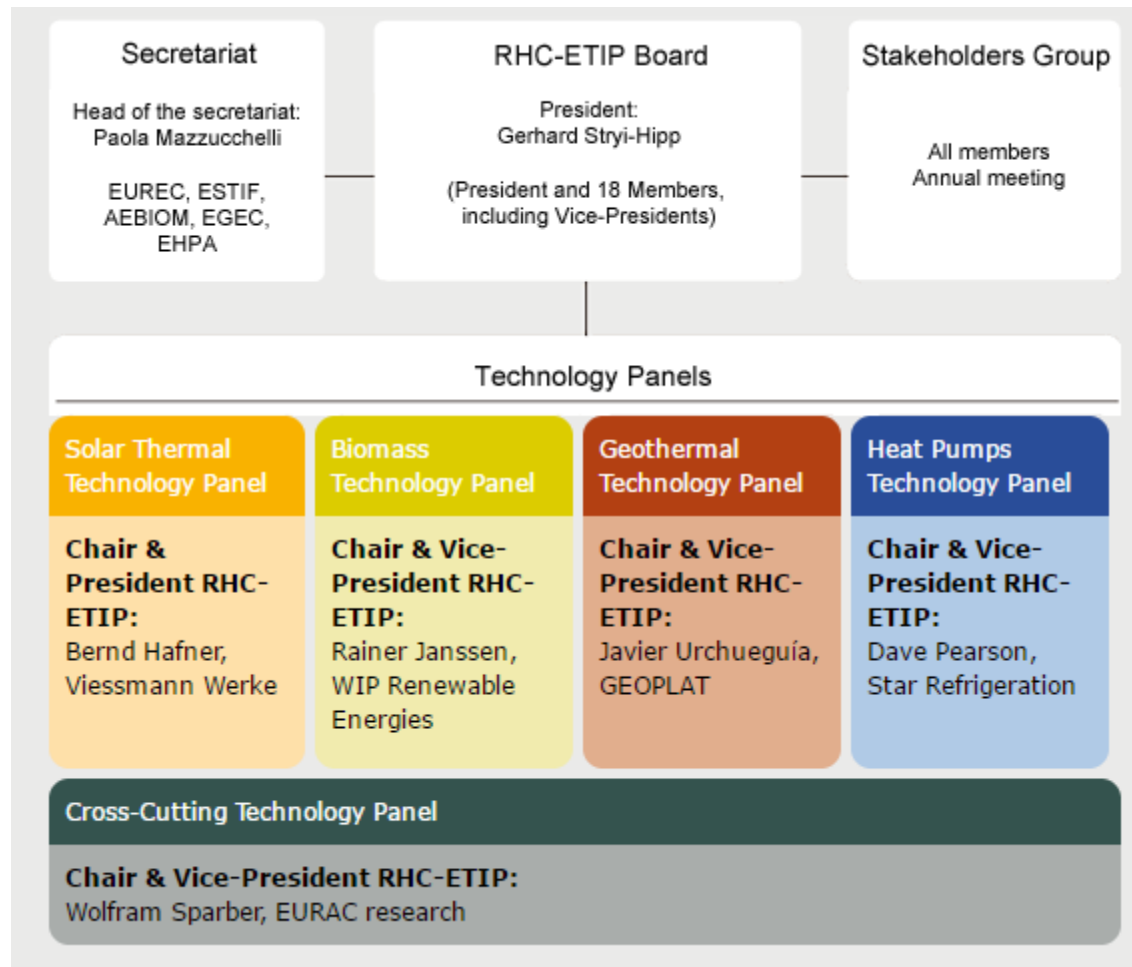 Secretariat
Head of the secretariat:
Paola Mazzucchelli
EUREC, ESTIF,
AEBIOM, EGEC,
EHPA
RHC-ETIP Board
President:
Gerhard Stryi-Hipp
(President and 18 Members,
including Vice-Presidents)
Stakeholders Group
All members
Annual meeting
Technology Panels
Solar Thermal
Technology Panel
Chair &
President RHC-
ETIP:
Bernd Hafner,
Viessmann Werke
Biomass
Technology Panel
Chair & Vice-
President RHC-
ETIP:
Rainer Janssen,
WIP Renewable
Energies
Geothermal
Technology Panel
Chair & Vice-
President RHC-
ETIP:
Javier Urchueguía,
GEOPLAT
Heat Pumps
Technology Panel
Chair & Vice-
President RHC-
ETIP:
Dave Pearson,
Star Refrigeration
Cross-Cutting Technology Panel
Chair & Vice-President RHC-ETIP:
Wolfram Sparber, EURAC research